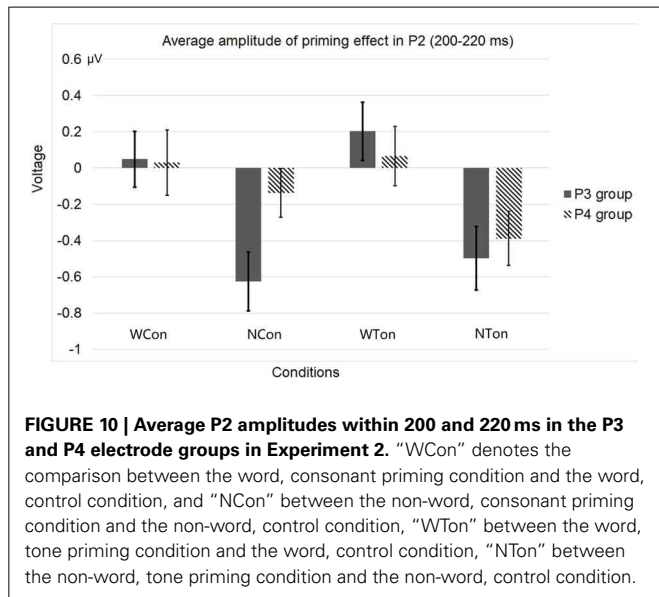 Average amplitude of priming effect in P2 (200-220 ms)
0.6 µV
0.4
0.2
0
-0.2
-0.4
-0.6
-0.8
-1
Voltage
WCon NCon WTon NTon
Conditions
P3 group
P4 group
FIGURE 10 | Average P2 amplitudes within 200 and 220 ms in the P3
and P4 electrode groups in Experiment 2. “WCon” denotes the
comparison between the word, consonant priming condition and the word,
control condition, and “NCon” between the non-word, consonant priming
condition and the non-word, control condition, “WTon” between the word,
tone priming condition and the word, control condition, “NTon” between
the non-word, tone priming condition and the non-word, control condition.